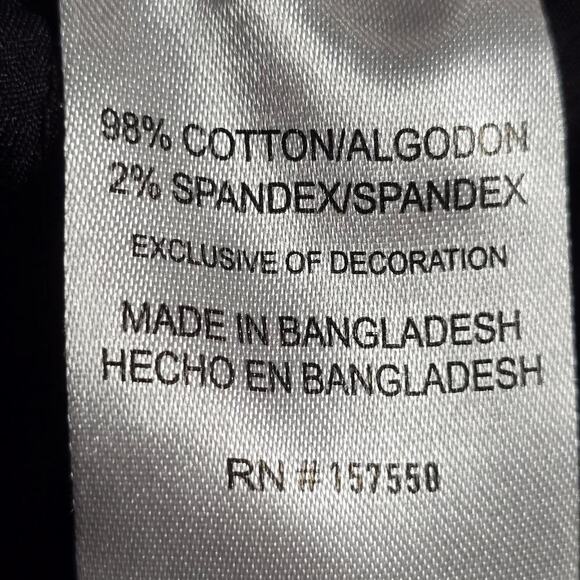 98% COTTON/ALGODON
2% SPANDEX/SPANDEX
EXCLUSIVE OF DECORATION
MADE IN BANGLADESH
HECHO EN BANGLADESH
RN # 157550